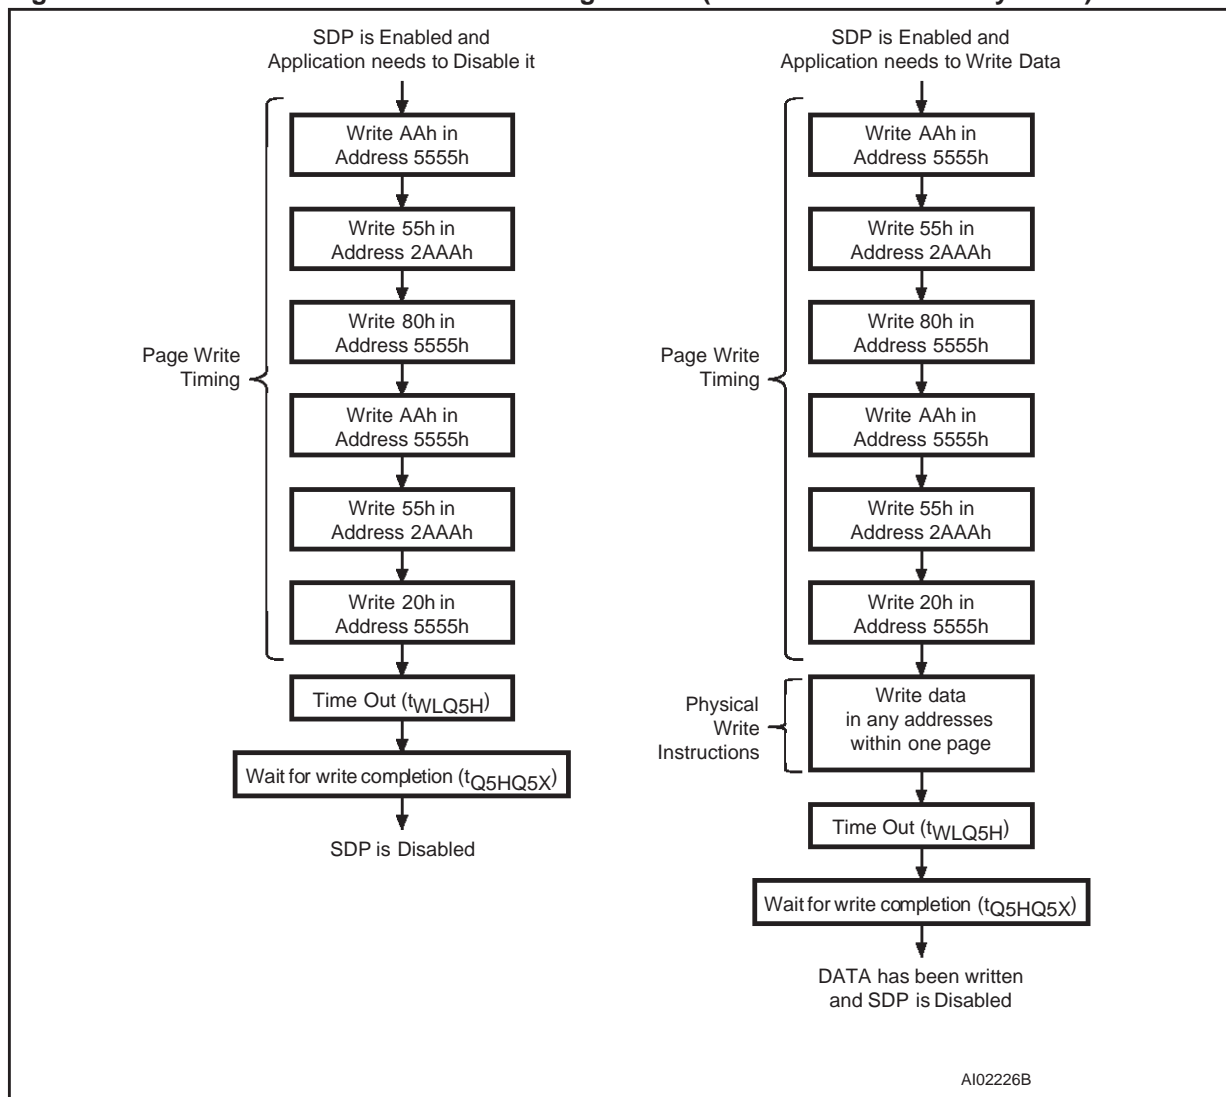 SDP is Enabled and
Application needs to Disable it
Write AAh in
Address 5555h
Write 55h in
Address 2AAAh
Write 80h in
Address 5555h
Page Write
Timing
Write AAh in
Address 5555h
Write 55h in
Address 2AAAh
Write 20h in
Address 5555h
Time Out (tWLQ5H)
Wait for write completion (tQ5HQ5X)
SDP is Disabled
SDP is Enabled and
Application needs to Write Data
Write AAh in
Address 5555h
Write 55h in
Address 2AAAh
Write 80h in
Address 5555h
Page Write
Timing
Write AAh in
Address 5555h
Write 55h in
Address 2AAAh
Write 20h in
Address 5555h
Physical
Write
Instructions
Write data
in any addresses
within one page
Time Out (tWLQ5H)
Wait for write completion (tQ5HQ5X)
DATA has been written
and SDP is Disabled
AI02226B